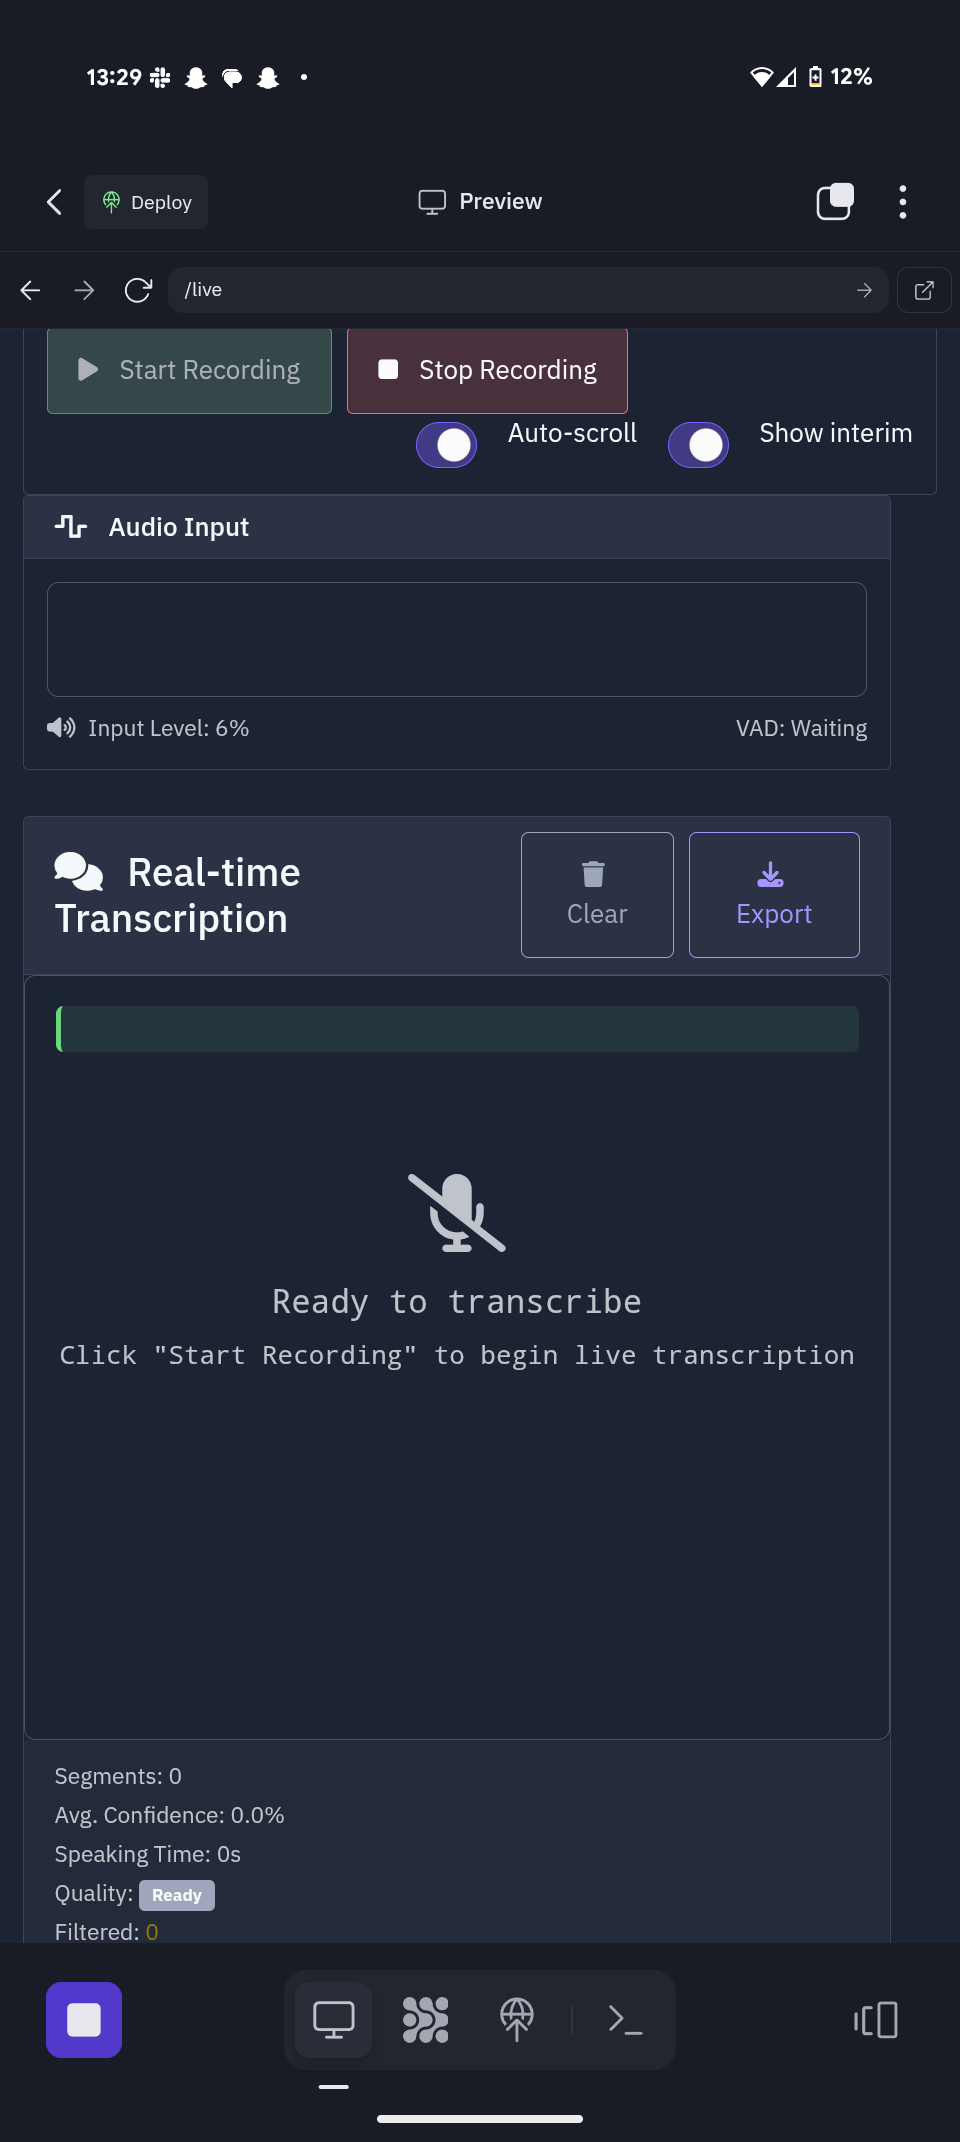 13:29
12%
Deploy
Preview
/live
Start Recording
Stop Recording
Auto-scroll
Show interim
Audio Input
Input Level: 6%
VAD: Waiting
Real-time
Transcription
Clear
Export
Ready to transcribe
Click "Start Recording" to begin live transcription
Segments: 0
Avg. Confidence: 0.0%
Speaking Time: 0s
Quality: Ready
Filtered: 0